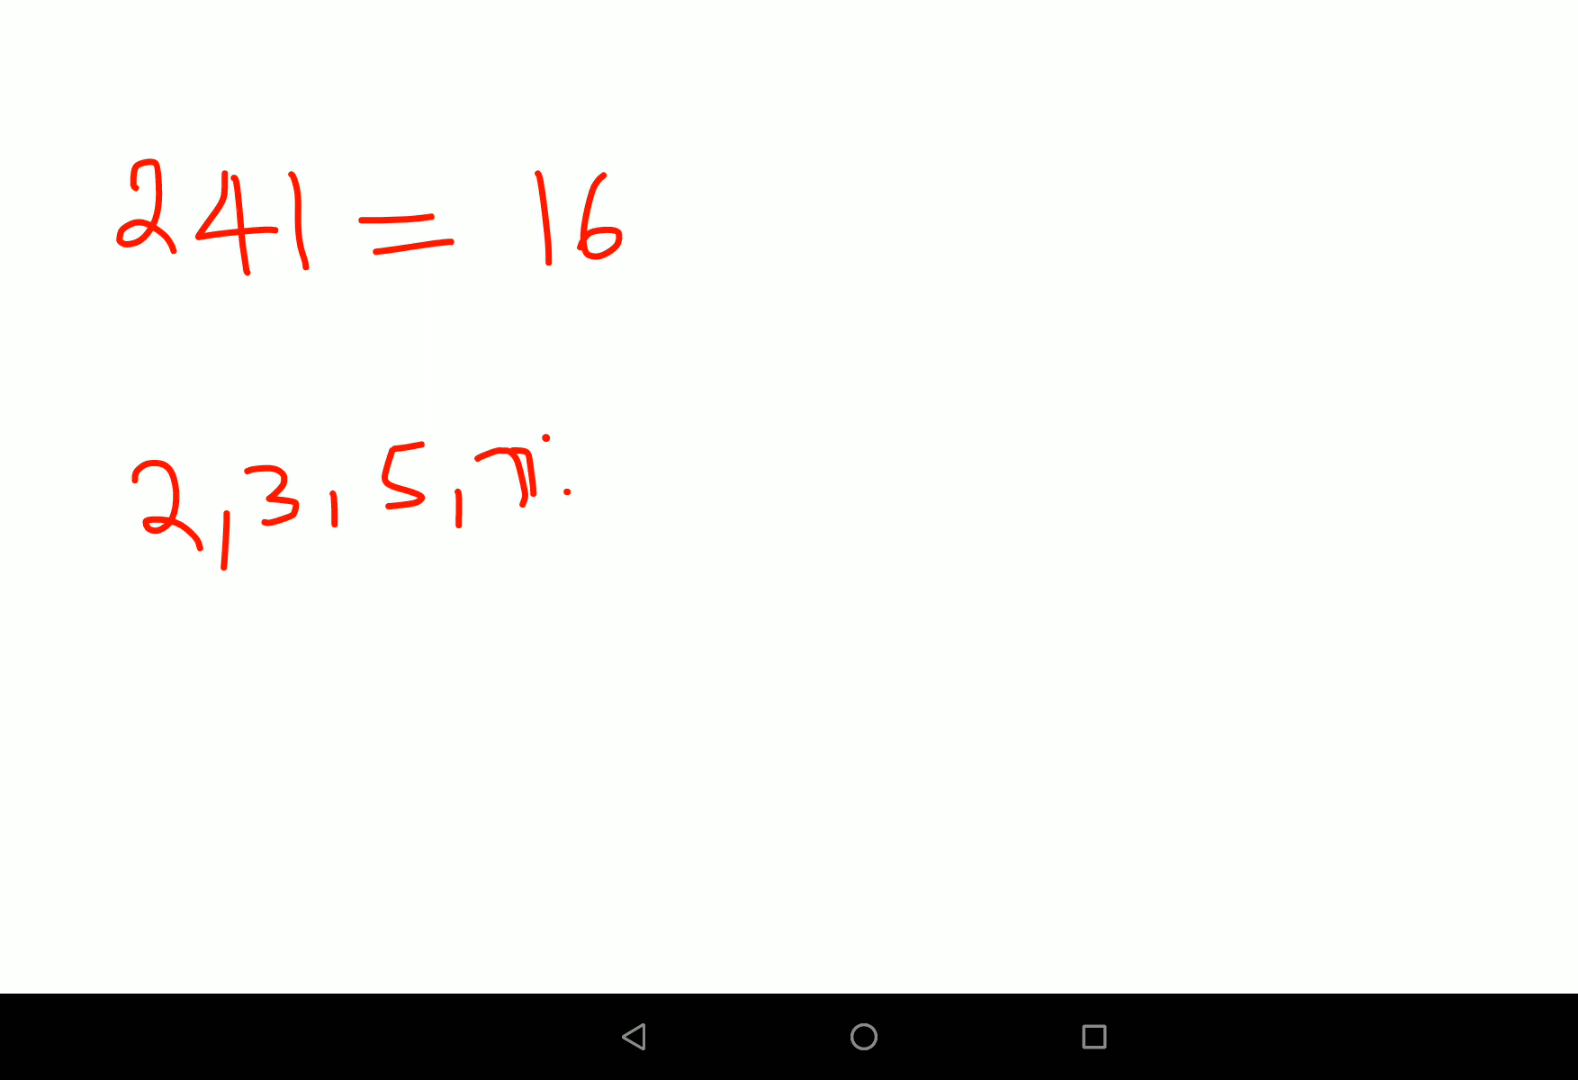 241 = 16
2, 3, 5, 7.